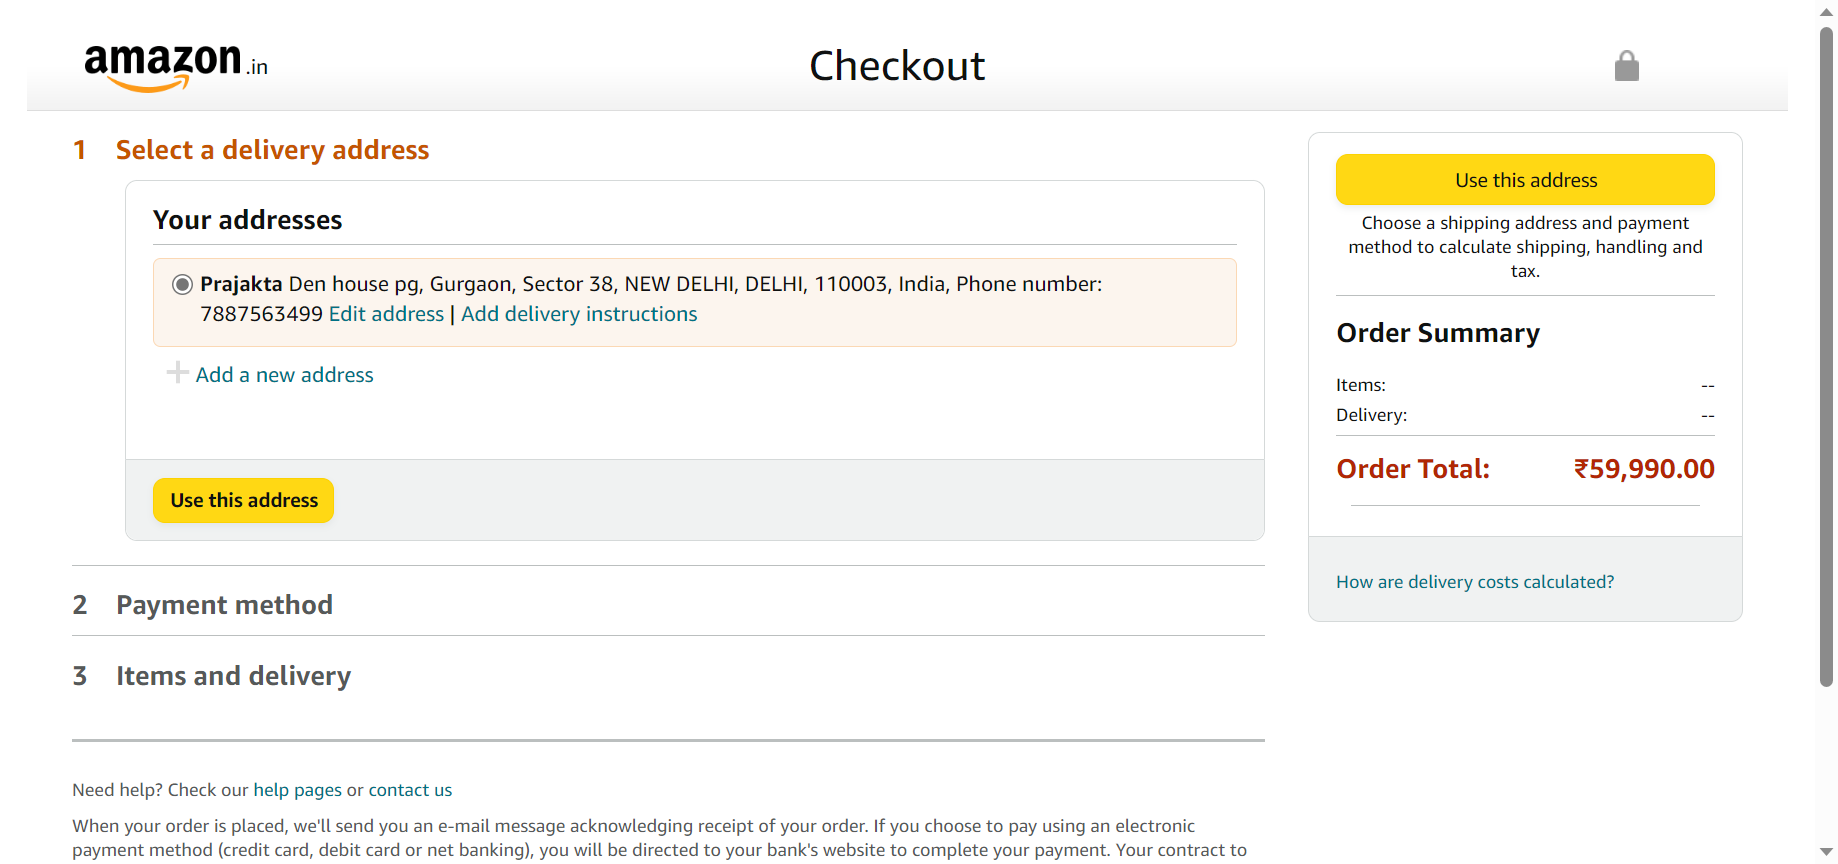 amazon.in
Checkout
1 Select a delivery address
Your addresses
Prajakta Den house pg, Gurgaon, Sector 38, NEW DELHI, DELHI, 110003, India, Phone number:
7887563499 Edit address | Add delivery instructions
Add a new address
Use this address
2 Payment method
3 Items and delivery
Need help? Check our help pages or contact us
When your order is placed, we'll send you an e-mail message acknowledging receipt of your order. If you choose to pay using an electronic
payment method (credit card, debit card or net banking), you will be directed to your bank's website to complete your payment. Your contract to
Use this address
Choose a shipping address and payment
method to calculate shipping, handling and
tax.
Order Summary
Items: --
Delivery: --
Order Total: ₹59,990.00
How are delivery costs calculated?